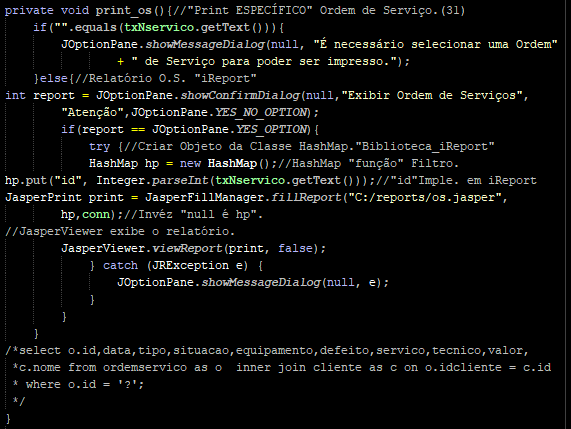 private void print_os(){//"Print ESPECÍFICO" Ordem de Serviço.(31)
if("".equals(txNservico.getText())){
JOptionPane.showMessageDialog(null, "É necessário selecionar uma Ordem"
+ " de Serviço para poder ser impresso.");
}else{//Relatório O.S. "iReport"
int report = JOptionPane.showConfirmDialog(null,"Exibir Ordem de Serviços",
"Atenção",JOptionPane.YES_NO_OPTION);
if(report == JOptionPane.YES_OPTION){
try {//Criar Objeto da Classe HashMap."Biblioteca_iReport"
HashMap hp = new HashMap();//HashMap "função" Filtro.
hp.put("id", Integer.parseInt(txNservico.getText()));//"id"Imple. em iReport
JasperPrint print = JasperFillManager.fillReport("C:/reports/os.jasper",
hp,conn);//Invéz "null é hp".
//JasperViewer exibe o relatório.
JasperViewer.viewReport(print, false);
} catch (JRException e) {
JOptionPane.showMessageDialog(null, e);
}
}
}
/*select o.id,data,tipo,situacao,equipamento,defeito,servico,tecnico,valor,
*c.nome from ordemservico as o  inner join cliente as c on o.idcliente = c.id
* where o.id = '?';
*/
}